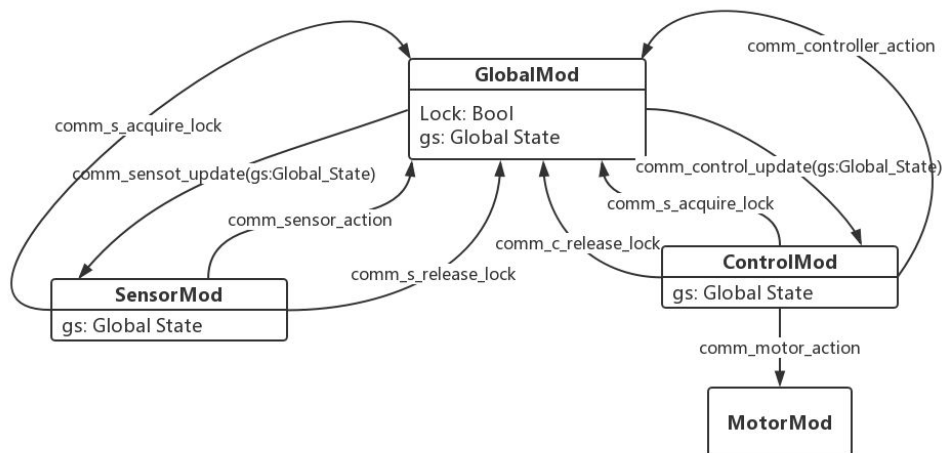 comm_controller_action
GlobalMod
Lock: Bool
gs: Global State
comm_s_acquire_lock
comm_sensot_update(gs:Global_State)
comm_control_update(gs:Global_State)
comm_s_acquire_lock
comm_sensor_action
comm_c_release_lock
comm_s_release_lock
ControlMod
gs: Global State
SensorMod
gs: Global State
comm_motor_action
MotorMod